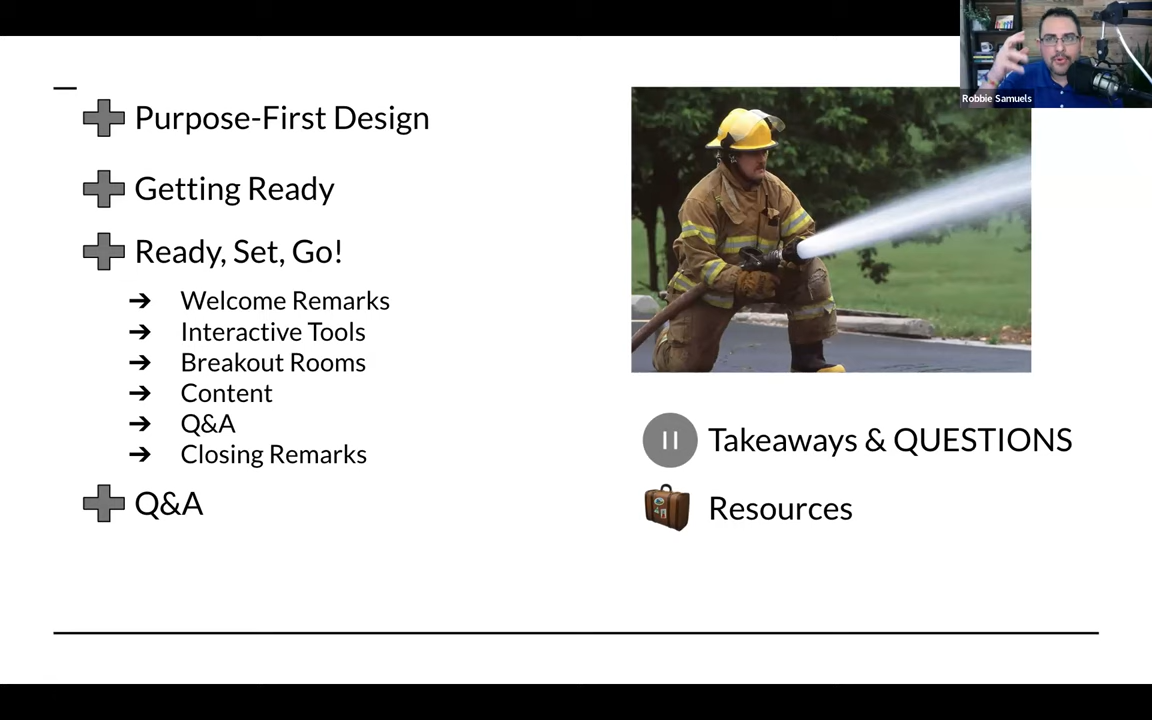 Purpose-First Design
Getting Ready
Ready, Set, Go!
Welcome Remarks
Interactive Tools
Breakout Rooms
Content
Q&A
Closing Remarks
Q&A
Takeaways & QUESTIONS
Resources
Robbie Samuels